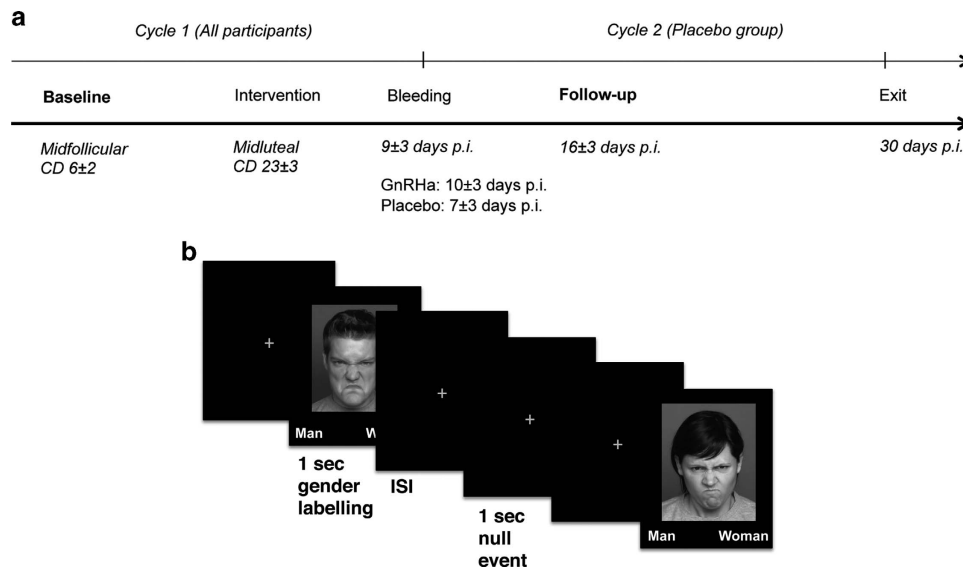 a
Cycle 1 (All participants)
Cycle 2 (Placebo group)
Baseline
Intervention
Bleeding
Follow-up
Exit
Midfollicular
CD 6±2
Midluteal
CD 23±3
9±3 days p.i.
16±3 days p.i.
30 days p.i.
GnRHa: 10±3 days p.i.
Placebo: 7±3 days p.i.
b
Man W
1 sec
gender
labelling
ISI
1 sec
null
event
Man Woman